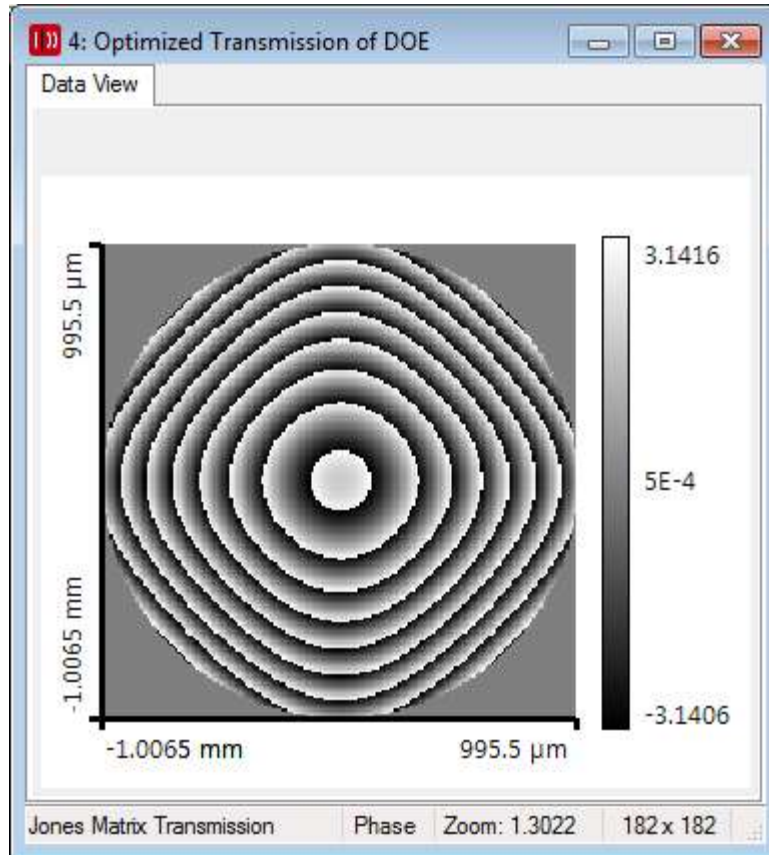 4: Optimized Transmission of DOE
Data View
995.5 µm
-1.0065 mm
3.1416
5E-4
-3.1406
-1.0065 mm
995.5 µm
Jones Matrix Transmission
Phase
Zoom: 1.3022
182 x 182